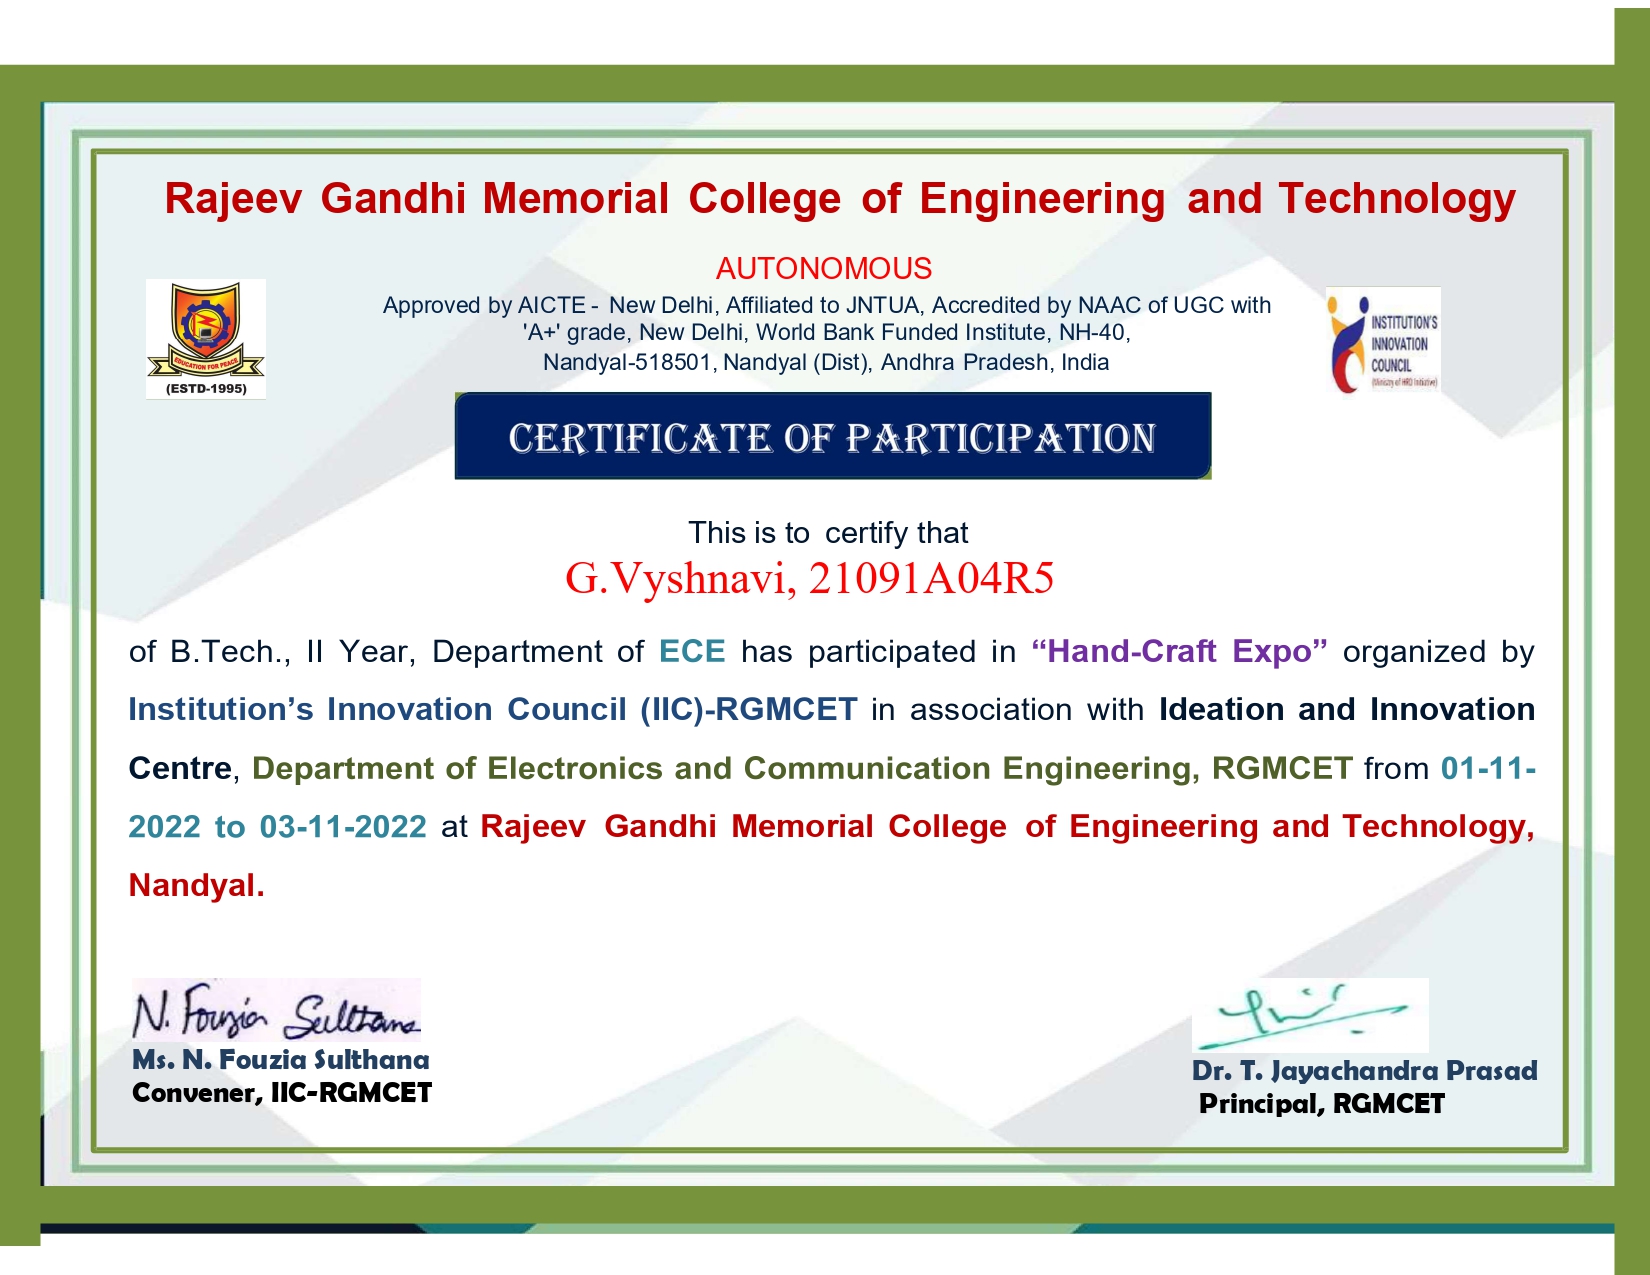 Rajeev Gandhi Memorial College of Engineering and Technology
AUTONOMOUS
Approved by AICTE - New Delhi, Affiliated to JNTUA, Accredited by NAAC of UGC with
'A+' grade, New Delhi, World Bank Funded Institute, NH-40,
Nandyal-518501, Nandyal (Dist), Andhra Pradesh, India
EDUCATION FOR PEACE
(ESTD-1995)
INSTITUTION'S
INNOVATION
COUNCIL
(Ministry of HRD Initiative)
CERTIFICATE OF PARTICIPATION
This is to certify that
G.Vyshnavi, 21091A04R5
of B.Tech., II Year, Department of ECE has participated in “Hand-Craft Expo” organized by
Institution’s Innovation Council (IIC)-RGMCET in association with Ideation and Innovation
Centre, Department of Electronics and Communication Engineering, RGMCET from 01-11-
2022 to 03-11-2022 at Rajeev Gandhi Memorial College of Engineering and Technology,
Nandyal.
N. Fouzia Sulthana
Ms. N. Fouzia Sulthana
Convener, IIC-RGMCET
Dr. T. Jayachandra Prasad
Principal, RGMCET